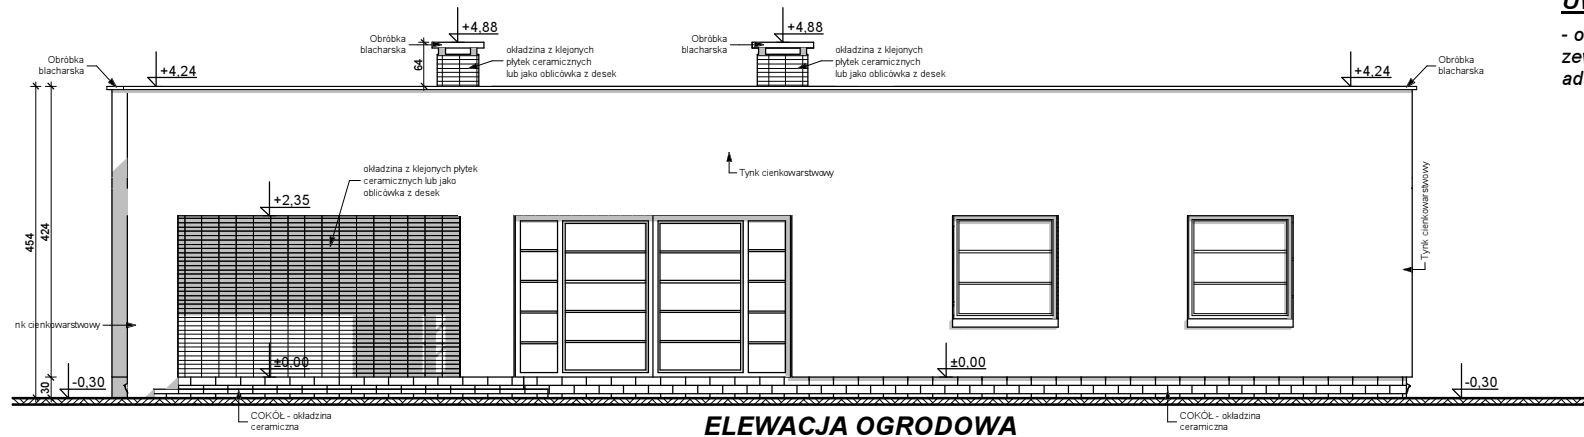 +4,88
+4,88
Obróbka
blacharska
okładzina z klejonych
płytek ceramicznych
lub jako oblicówka z desek
64
Obróbka
blacharska
okładzina z klejonych
płytek ceramicznych
lub jako oblicówka z desek
- o
ad
Obróbka
blacharska
+4,24
+4,24
Obróbka
blacharska
okładzina z klejonych płytek
ceramicznych lub jako
oblicówka z desek
Tynk cienkowarstwowy
Tynk cienkowarstwowy
+2,35
454
424
nk cienkowarstwowy
±0,00
±0,00
30
-0,30
-0,30
COKÓŁ - okładzina
ceramiczna
COKÓŁ - okładzina
ceramiczna
ELEWACJA OGRODOWA